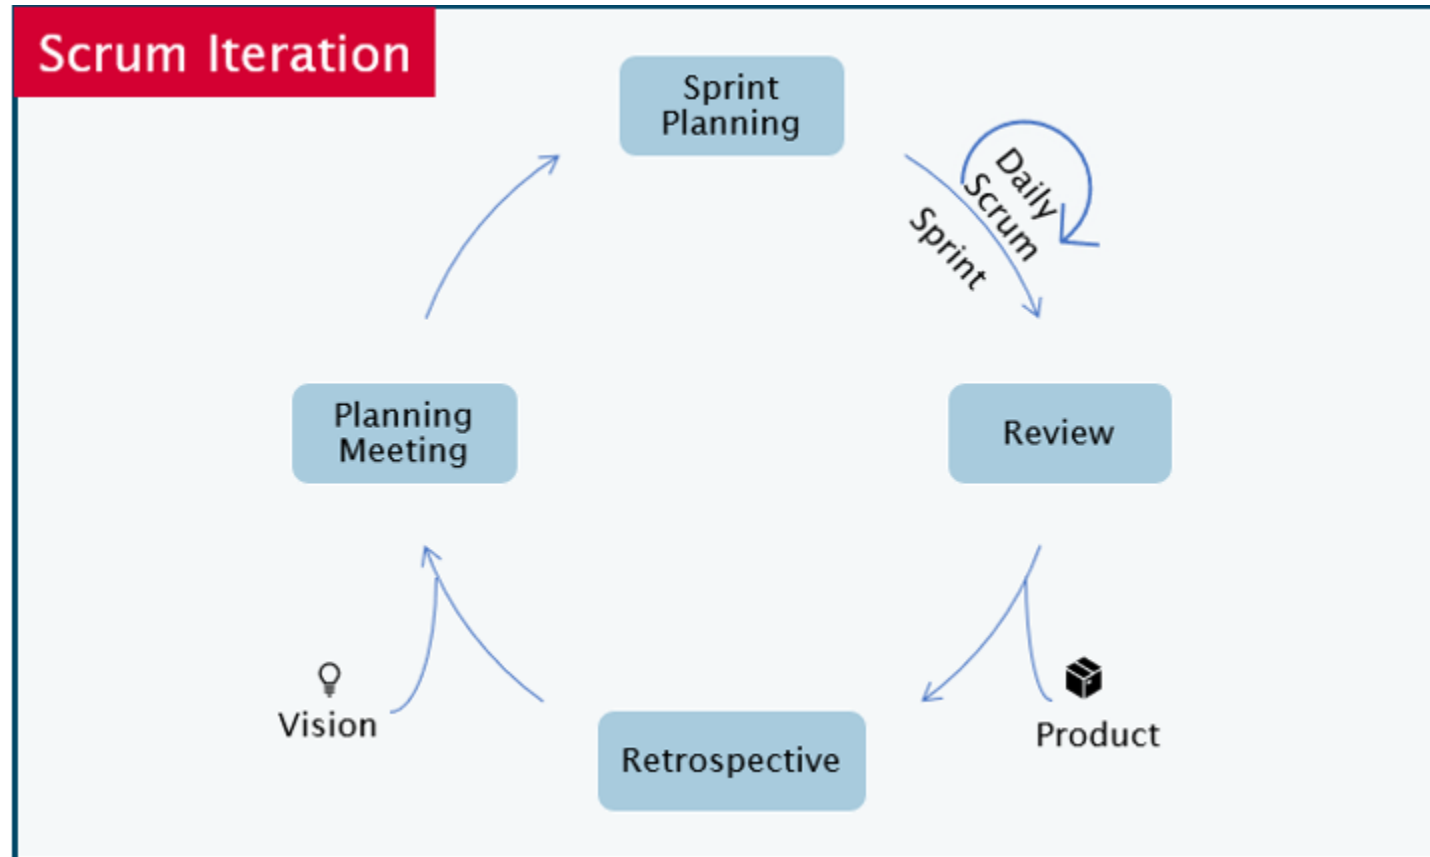 Scrum Iteration
Sprint
Planning
Daily
Scrum
Sprint
Planning
Meeting
Review
Vision
Product
Retrospective